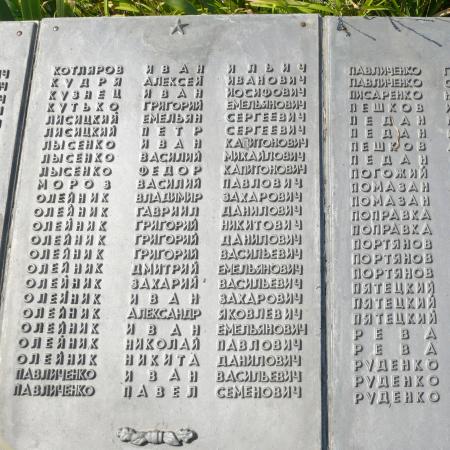 КОТЛЯРОВ ИВАН ИЛЬИЧ
КУДРЯ АЛЕКСЕЙ ИВАНОВИЧ
КУЗНЕЦ ИВАН ИОСИФОВИЧ
КУТЬКО ГРИГОРИЙ ЕМЕЛЬЯНОВИЧ
ЛИСИЦКИЙ ЕМЕЛЬЯН СЕРГЕЕВИЧ
ЛИСИЦКИЙ ПЕТР СЕРГЕЕВИЧ
ЛЫСЕНКО ИВАН КАПИТОНОВИЧ
ЛЫСЕНКО ВАСИЛИЙ МИХАЙЛОВИЧ
ЛЫСЕНКО ФЕДОР КАПИТОНОВИЧ
МОРОЗ ВАСИЛИЙ ПАВЛОВИЧ
ОЛЕЙНИК ВЛАДИМИР ЗАХАРОВИЧ
ОЛЕЙНИК ГАВРИИЛ ДАНИЛОВИЧ
ОЛЕЙНИК ГРИГОРИЙ НИКИТОВИЧ
ОЛЕЙНИК ГРИГОРИЙ ДАНИЛОВИЧ
ОЛЕЙНИК ГРИГОРИЙ ВАСИЛЬЕВИЧ
ОЛЕЙНИК ДМИТРИЙ ЕМЕЛЬЯНОВИЧ
ОЛЕЙНИК ЗАХАРИЙ ВАСИЛЬЕВИЧ
ОЛЕЙНИК ИВАН ЗАХАРОВИЧ
ОЛЕЙНИК АЛЕКСАНДР ЯКОВЛЕВИЧ
ОЛЕЙНИК ИВАН ЕМЕЛЬЯНОВИЧ
ОЛЕЙНИК НИКОЛАЙ ПАВЛОВИЧ
ОЛЕЙНИК НИКИТА ДАНИЛОВИЧ
ПАВЛИЧЕНКО ИВАН ВАСИЛЬЕВИЧ
ПАВЛИЧЕНКО ПАВЕЛ СЕМЕНОВИЧ
ПАВЛИЧЕНКО
ПАВЛИЧЕНКО
ПИСАРЕНКО
ПЕШКОВ
ПЕДАН
ПЕДАН
ПЕШКОВ
ПЕДАН
ПОГОЖИЙ
ПОМАЗАН
ПОМАЗАН
ПОПРАВКА
ПОПРАВКА
ПОРТЯНОВ
ПОРТЯНОВ
ПОРТЯНОВ
ПЯТЕЦКИЙ
ПЯТЕЦКИЙ
ПЯТЕЦКИЙ
РЕВА
РЕВА
РУДЕНКО
РУДЕНКО
РУДЕНКО